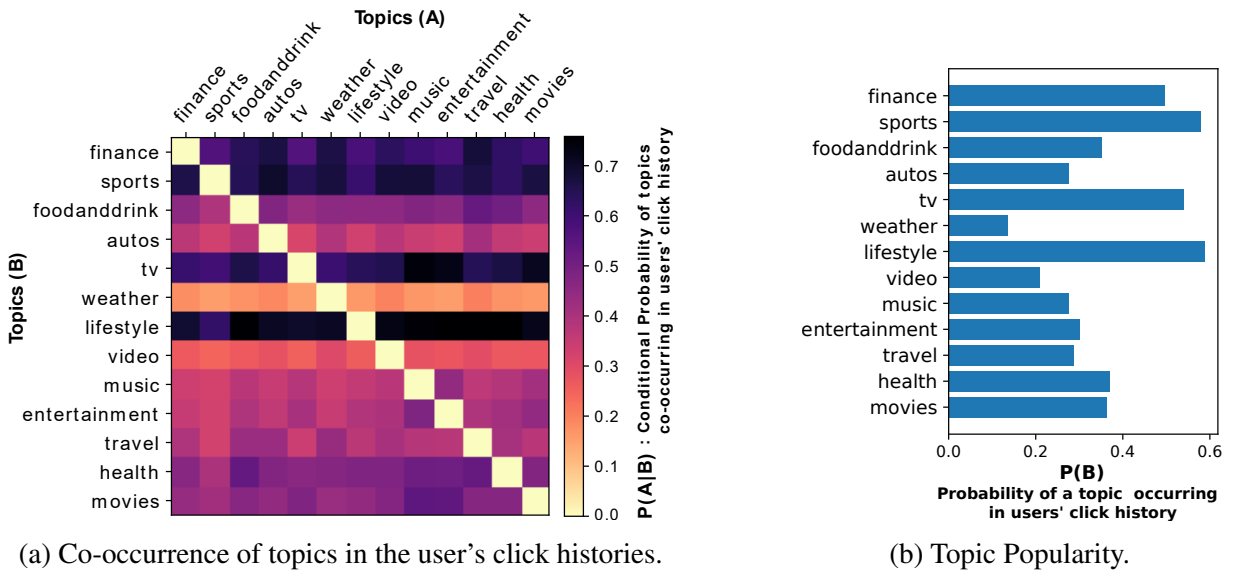 Topics (A)
finance
sports
foodanddrink
autos
tv
weather
lifestyle
video
music
entertainment
travel
health
movies
Topics (B)
finance
sports
foodanddrink
autos
tv
weather
lifestyle
video
music
entertainment
travel
health
movies
0.7
0.6
0.5
0.4
0.3
0.2
0.1
0.0
P(A|B) : Conditional Probability of topics
co-occurring in users' click history
(a) Co-occurrence of topics in the user's click histories.
finance
sports
foodanddrink
autos
tv
weather
lifestyle
video
music
entertainment
travel
health
movies
0.0 0.2 0.4 0.6
P(B)
Probability of a topic occurring
in users' click history
(b) Topic Popularity.